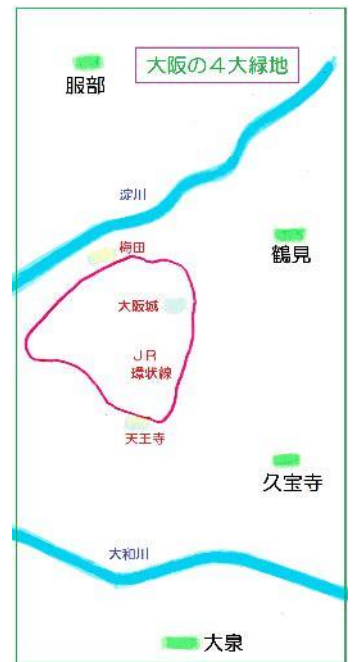 大阪の４大緑地
服部
淀川
梅田
鶴見
大阪城
ＪＲ
環状線
天王寺
久宝寺
大和川
大泉